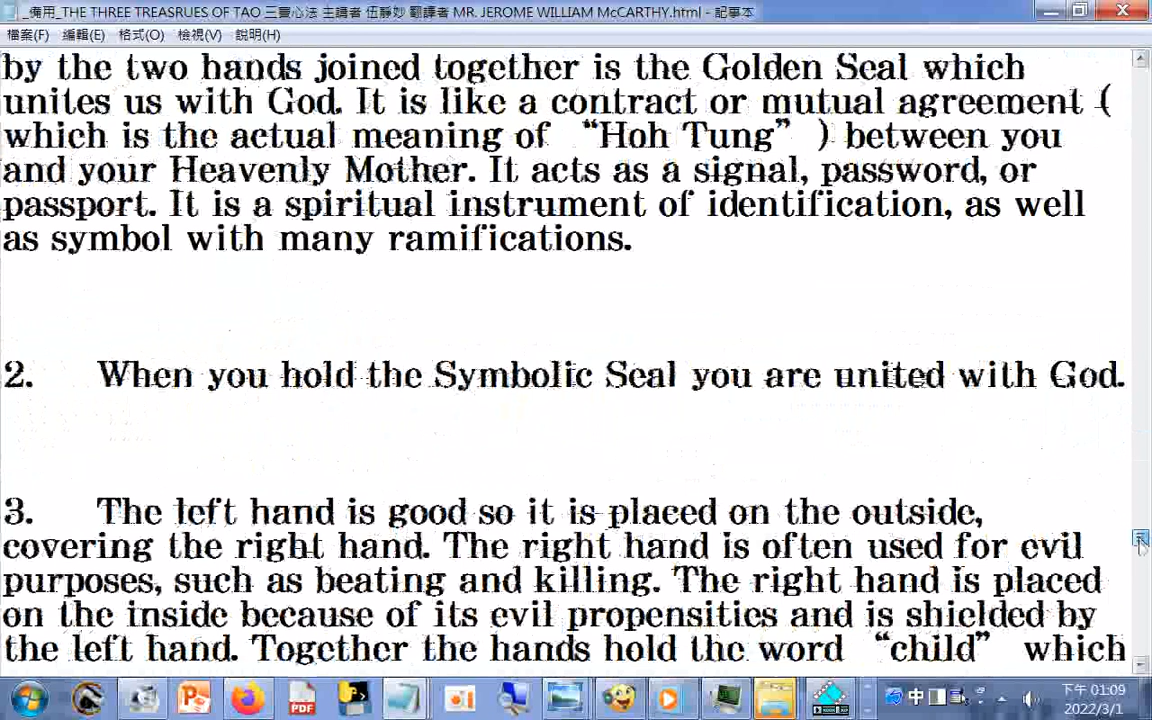 _備用_THE THREE TREASRUES OF TAO 三寶心法 主講者 伍靜妙 翻譯者 MR. JEROME WILLIAM McCARTHY.html - 記事本
檔案(F) 編輯(E) 格式(O) 檢視(V) 說明(H)
by the two hands joined together is the Golden Seal which
unites us with God. It is like a contract or mutual agreement (
which is the actual meaning of “Hoh Tung” ) between you
and your Heavenly Mother. It acts as a signal, password, or
passport. It is a spiritual instrument of identification, as well
as symbol with many ramifications.
2. When you hold the Symbolic Seal you are united with God.
3. The left hand is good so it is placed on the outside,
covering the right hand. The right hand is often used for evil
purposes, such as beating and killing. The right hand is placed
on the inside because of its evil propensities and is shielded by
the left hand. Together the hands hold the word “child” which
PDF
中
下午 01:09
2022/3/1